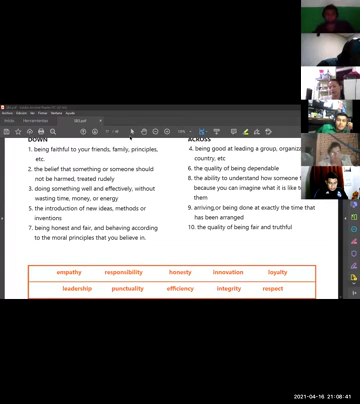 Inicio Herramientas
DOWN
1. being faithful to your friends, family, principles,
etc.
2. the belief that something or someone should
not be harmed, treated rudely
3. doing something well and effectively, without
wasting time, money, or energy
5. the introduction of new ideas, methods or
inventions
7. being honest and fair, and behaving according
to the moral principles that you believe in.
ACROSS
4. being good at leading a group, organiza
country, etc
6. the quality of being dependable
8. the ability to understand how someone
because you can imagine what it is like t
them
9. arriving,or being done at exactly the time that
has been arranged
10. the quality of being fair and truthful
empathy responsibility honesty innovation loyalty
leadership punctuality efficiency integrity respect
2021-04-16 21:08:41